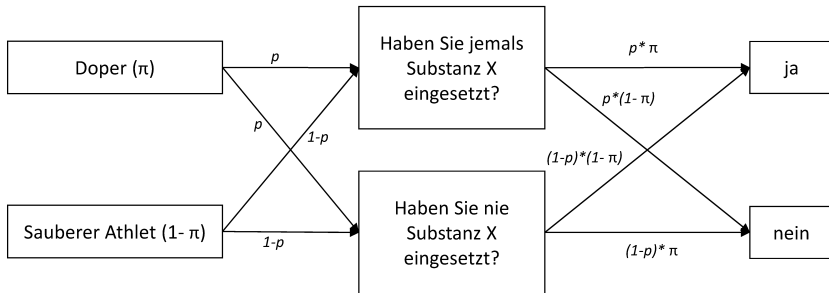 Doper (π)
Sauberer Athlet (1- π)
p
p
1-p
1-p
Haben Sie jemals
Substanz X
eingesetzt?
Haben Sie nie
Substanz X
eingesetzt?
p* π
p*(1- π)
(1-p)*(1- π)
(1-p)* π
ja
nein